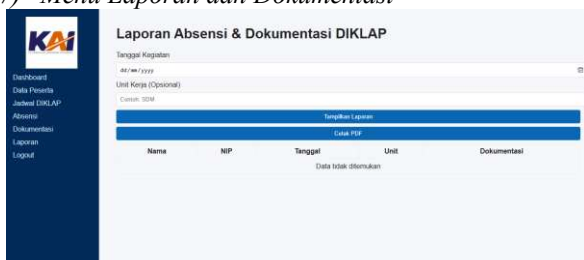 7) Menu Laporan dan Dokumentasi
KAI
Laporan Absensi & Dokumentasi DIKLAP
Tanggal Kegiatan
dd/mm/yyyy
Unit Kerja (Opsional)
Contoh: SDM
Tampilkan Laporan
Cetak PDF
Nama NIP Tanggal Unit Dokumentasi
Data tidak ditemukan
Dashboard
Data Peserta
Jadwal DIKLAP
Absensi
Dokumentasi
Laporan
Logout